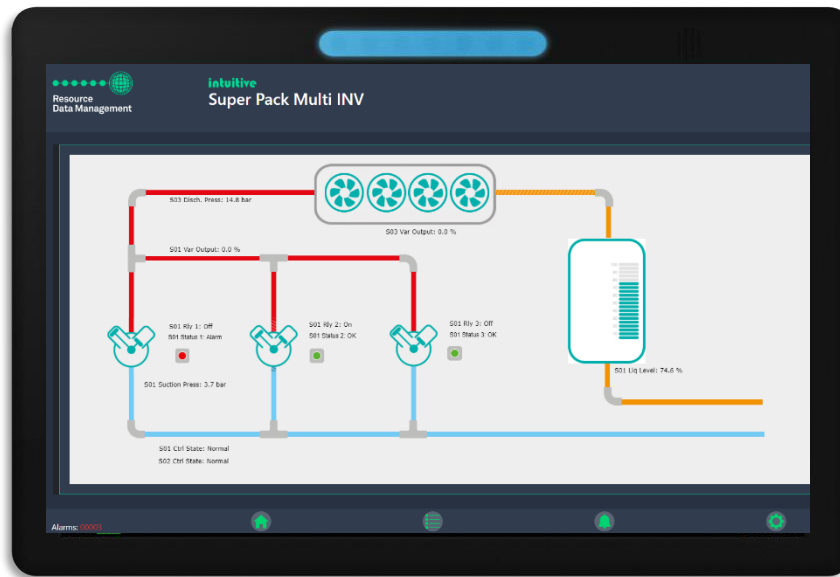 Resource
Data Management
intuitive
Super Pack Multi INV
S03 Disch. Press: 14.8 bar
S03 Var Output: 0.0 %
S01 Var Output: 0.0 %
S01 Rly 1: Off
S01 Status 1: Alarm
S01 Rly 2: On
S01 Status 2: OK
S01 Rly 3: Off
S01 Status 3: OK
S01 Liq Level: 74.6 %
S01 Suction Press: 3.7 bar
S01 Ctrl State: Normal
S02 Ctrl State: Normal
Alarms: 00003